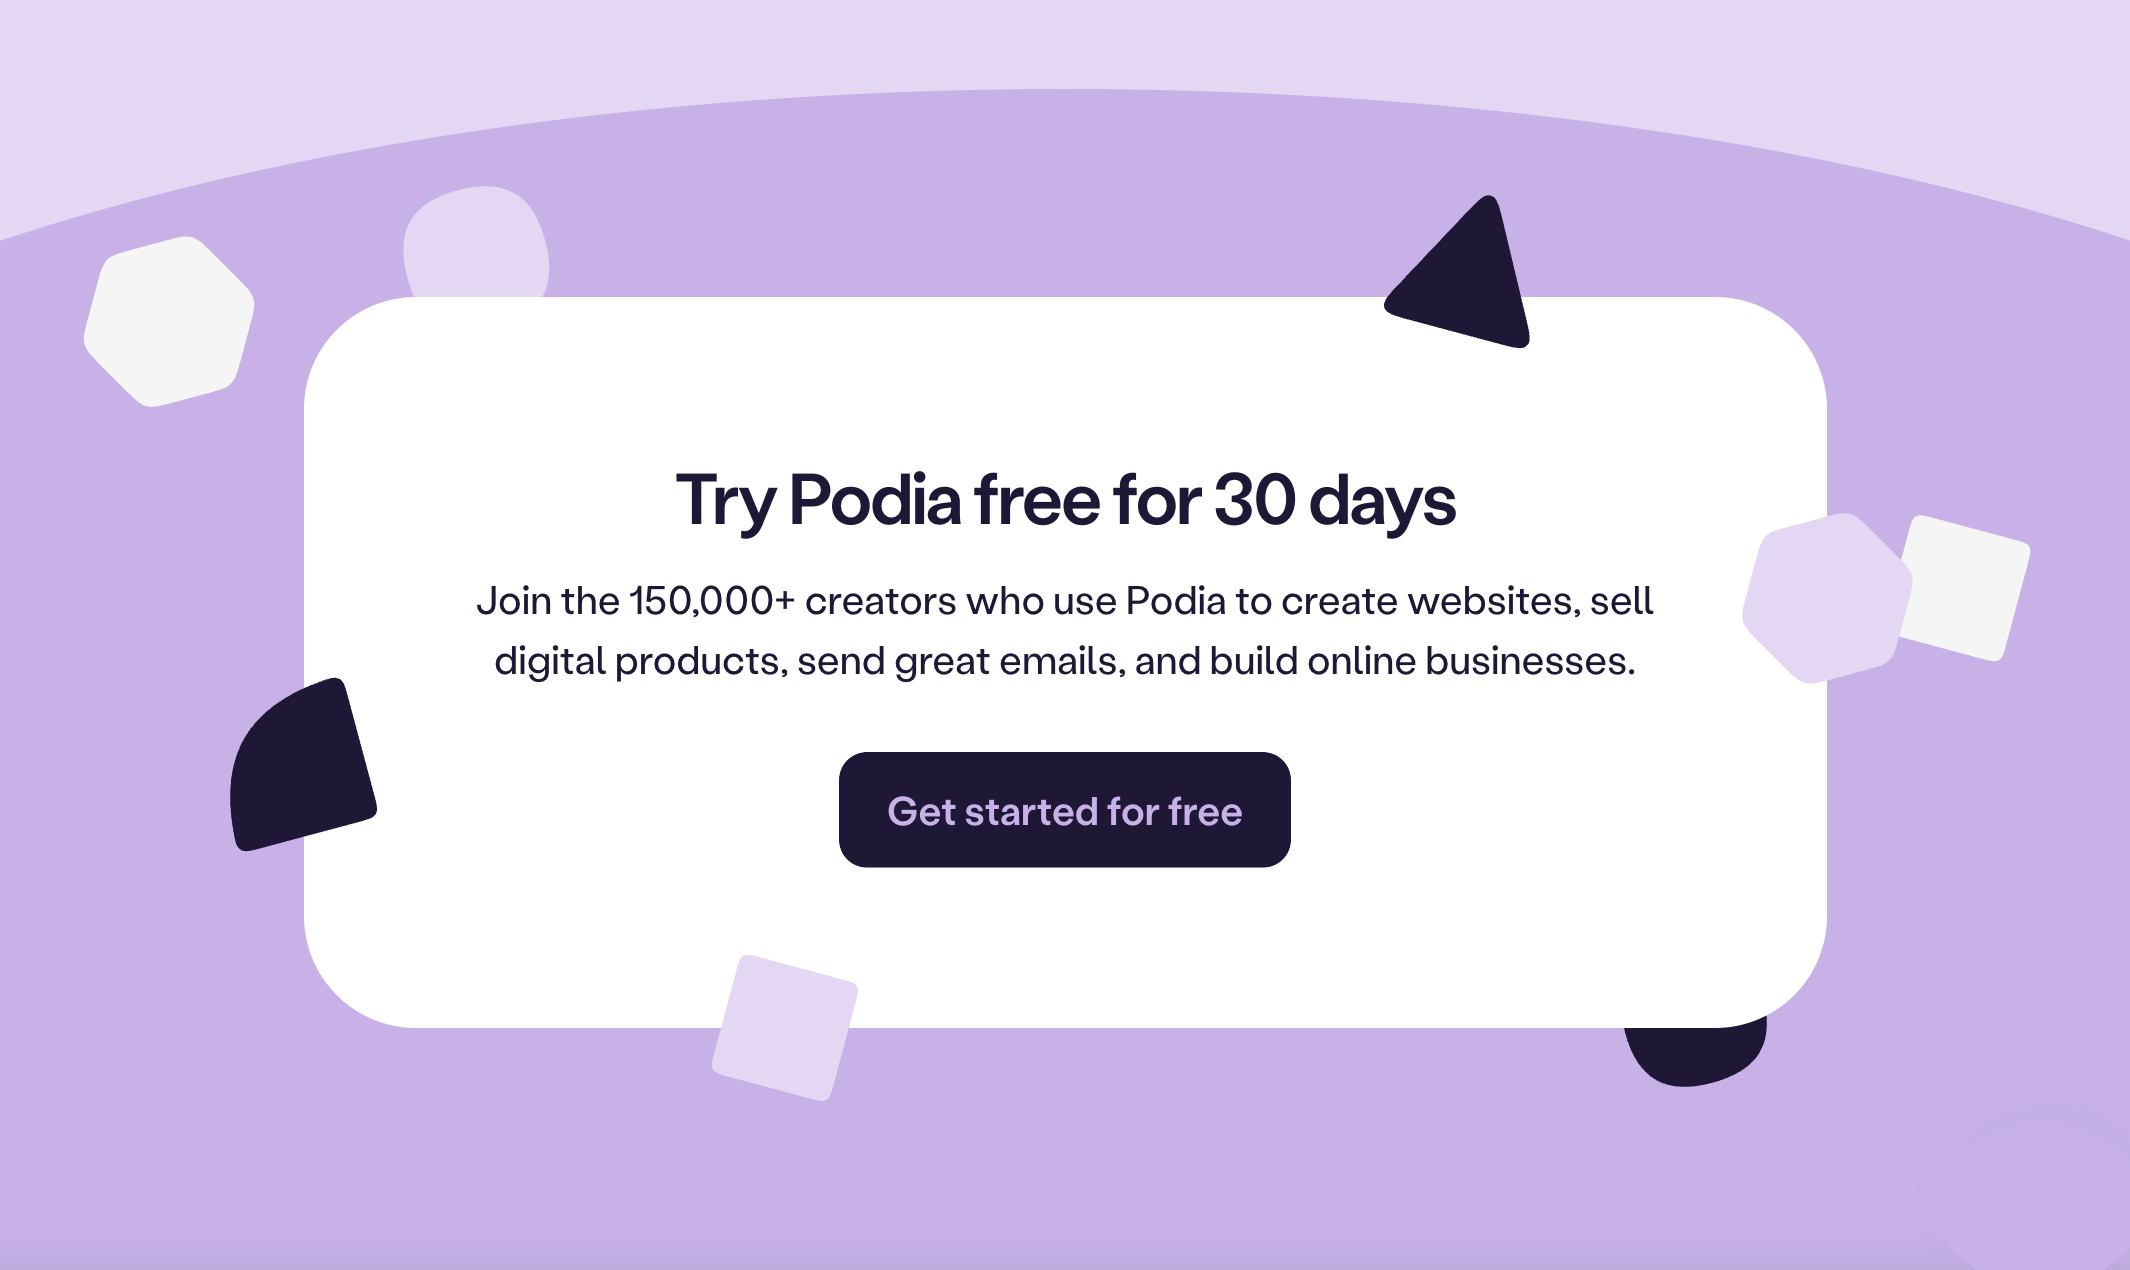 Try Podia free for 30 days
Join the 150,000+ creators who use Podia to create websites, sell
digital products, send great emails, and build online businesses.
Get started for free